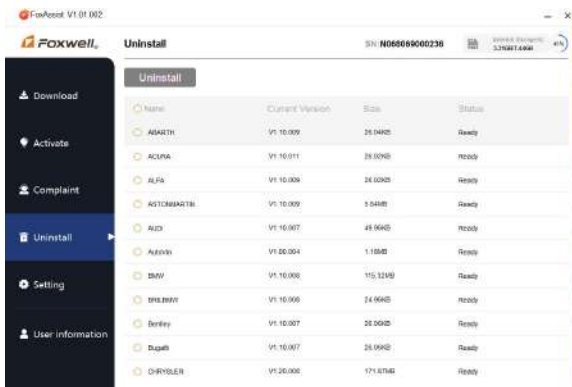 FoxAssist V1.01.002
FOXWELL
Uninstall
SN: N068069000236
Uninstall
Download
Activate
Complaint
Uninstall
Setting
User information
Name Current Version Size Status
ABARTH V1.10.009 Ready
ACURA V1.10.011 Ready
ALFA V1.10.009 Ready
ASTONMARTIN V1.10.009 Ready
AUDI V1.10.007 Ready
AutoVin V1.00.004 1.18MB Ready
BMW V1.10.008 115.32MB Ready
V1.10.008 Ready
Bentley V1.10.007 Ready
Bugatti V1.10.007 Ready
CHRYSLER V1.20.008 171.07MB Ready